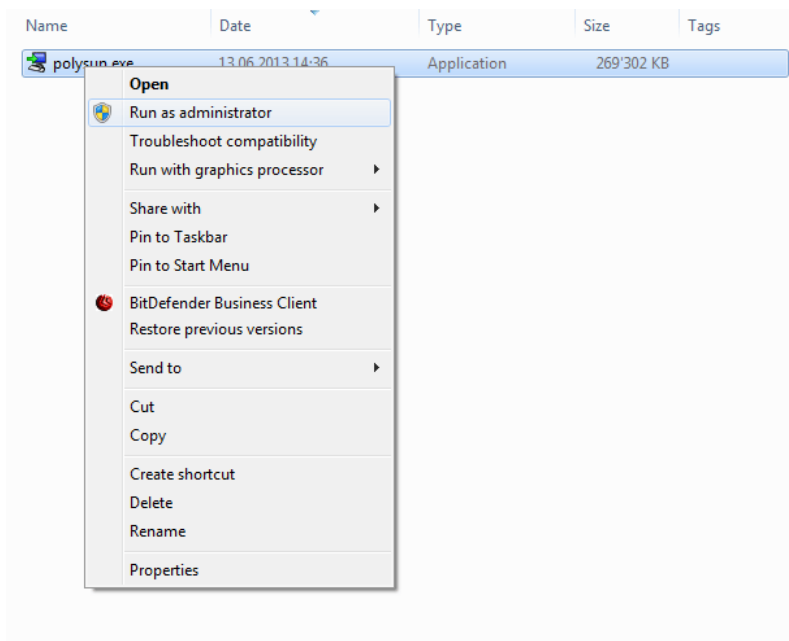 Name Date Type Size Tags
polysun.exe 13.06.2013 14:36 Application 269'302 KB
Open
Run as administrator
Troubleshoot compatibility
Run with graphics processor
Share with
Pin to Taskbar
Pin to Start Menu
BitDefender Business Client
Restore previous versions
Send to
Cut
Copy
Create shortcut
Delete
Rename
Properties